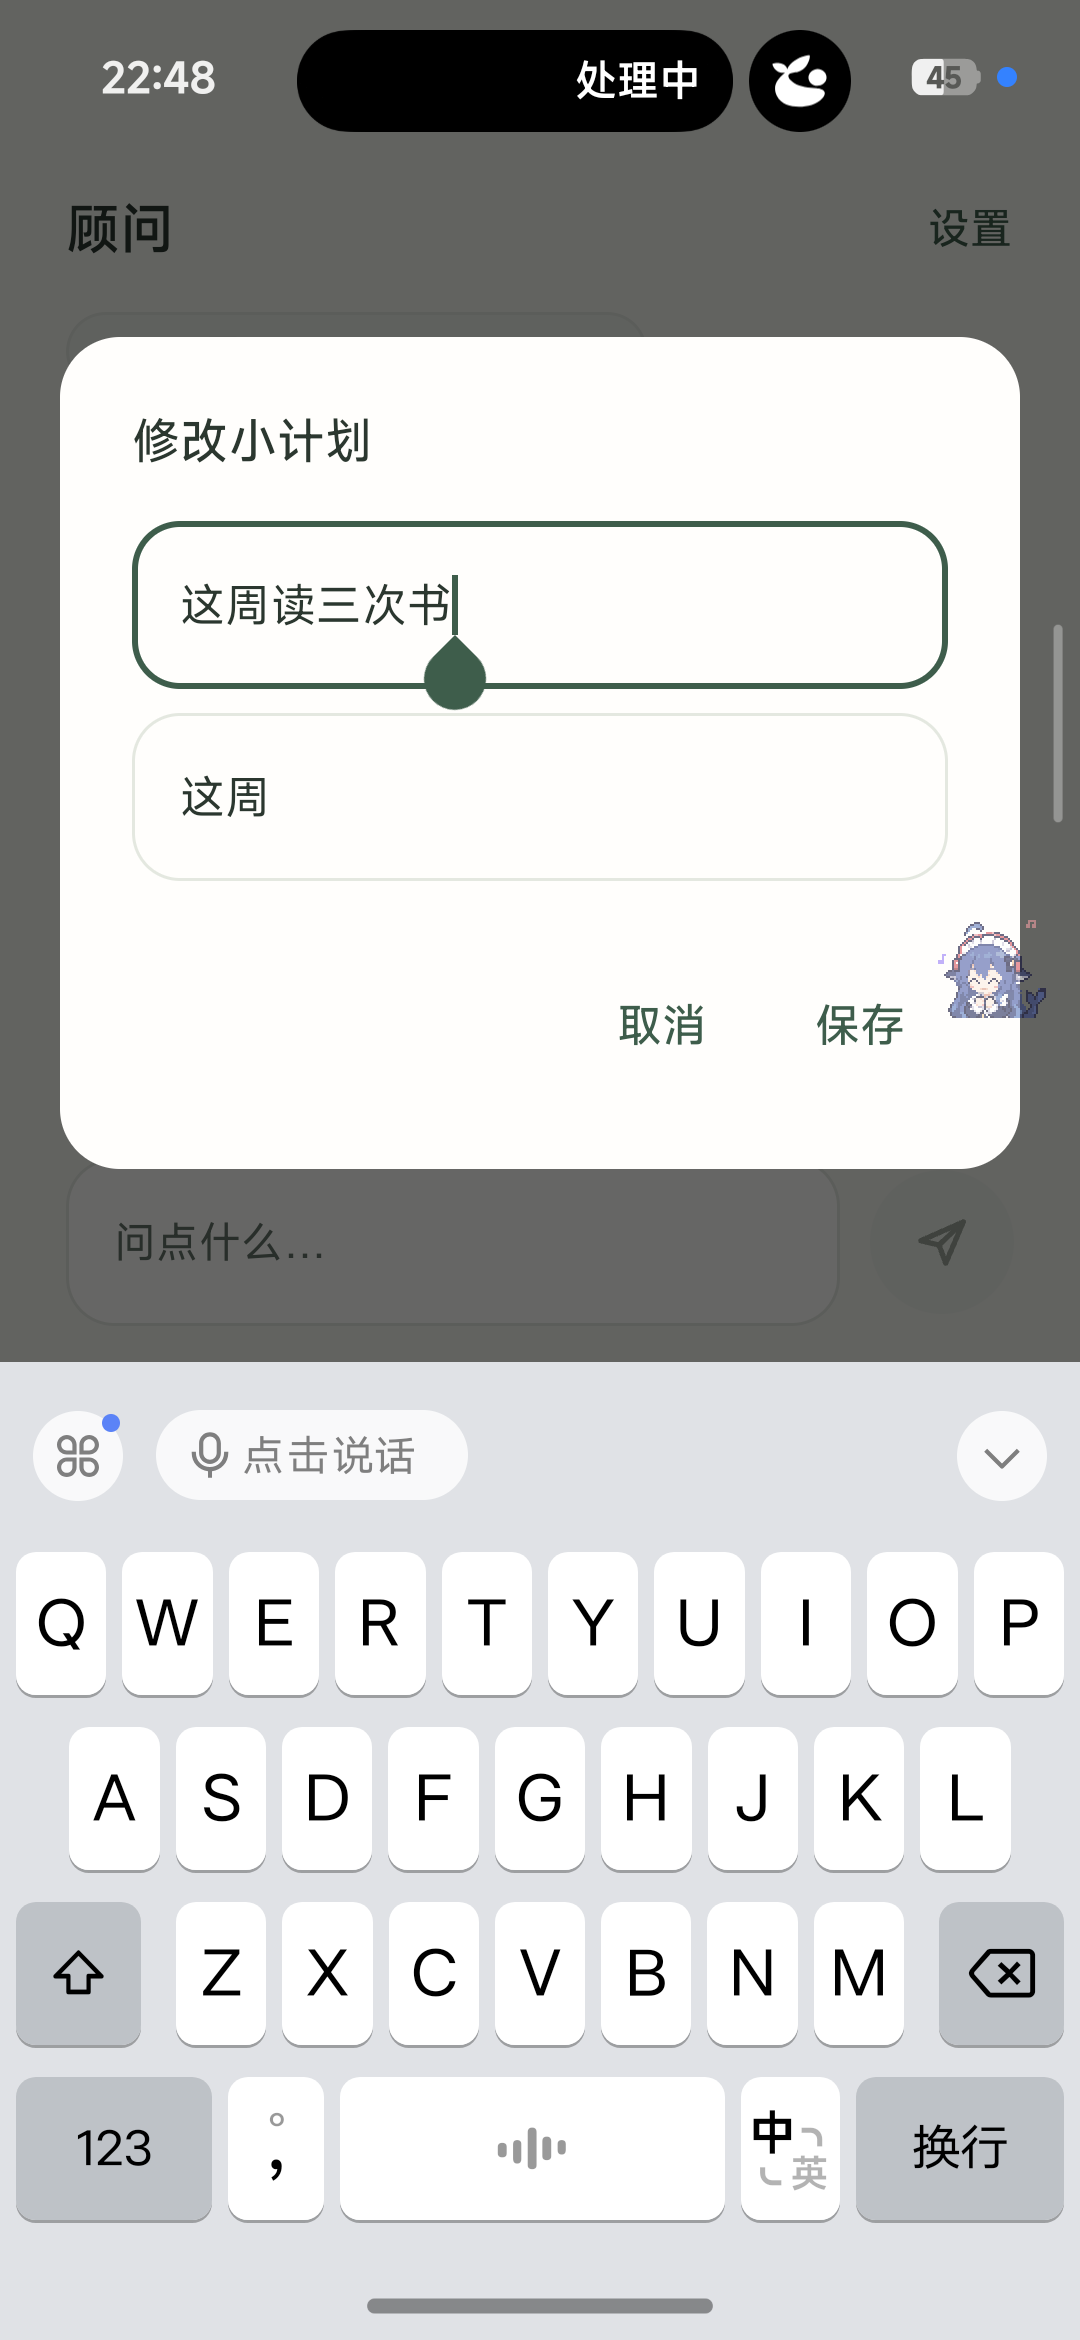 22:48
处理中
45
顾问
设置
修改小计划
这周读三次书
这周
取消
保存
问点什么...
点击说话
Q W E R T Y U I O P
A S D F G H J K L
Z X C V B N M
123
。
，
中
英
换行